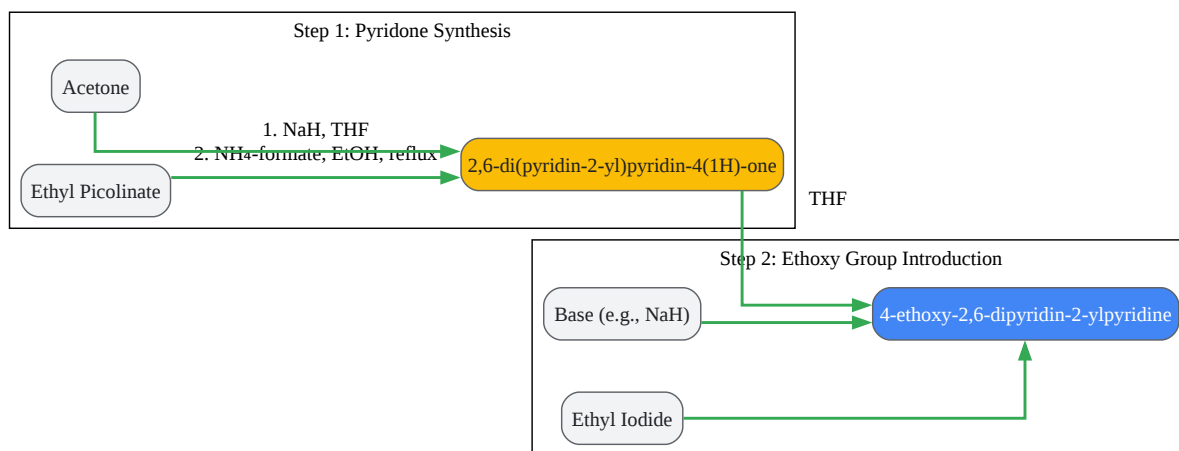 Step 1: Pyridone Synthesis
Acetone
1. NaH, THF
2. NH₄-formate, EtOH, reflux
2,6-di(pyridin-2-yl)pyridin-4(1H)-one
Ethyl Picolinate
THF
Step 2: Ethoxy Group Introduction
Base (e.g., NaH)
4-ethoxy-2,6-dipyridin-2-ylpyridine
Ethyl Iodide